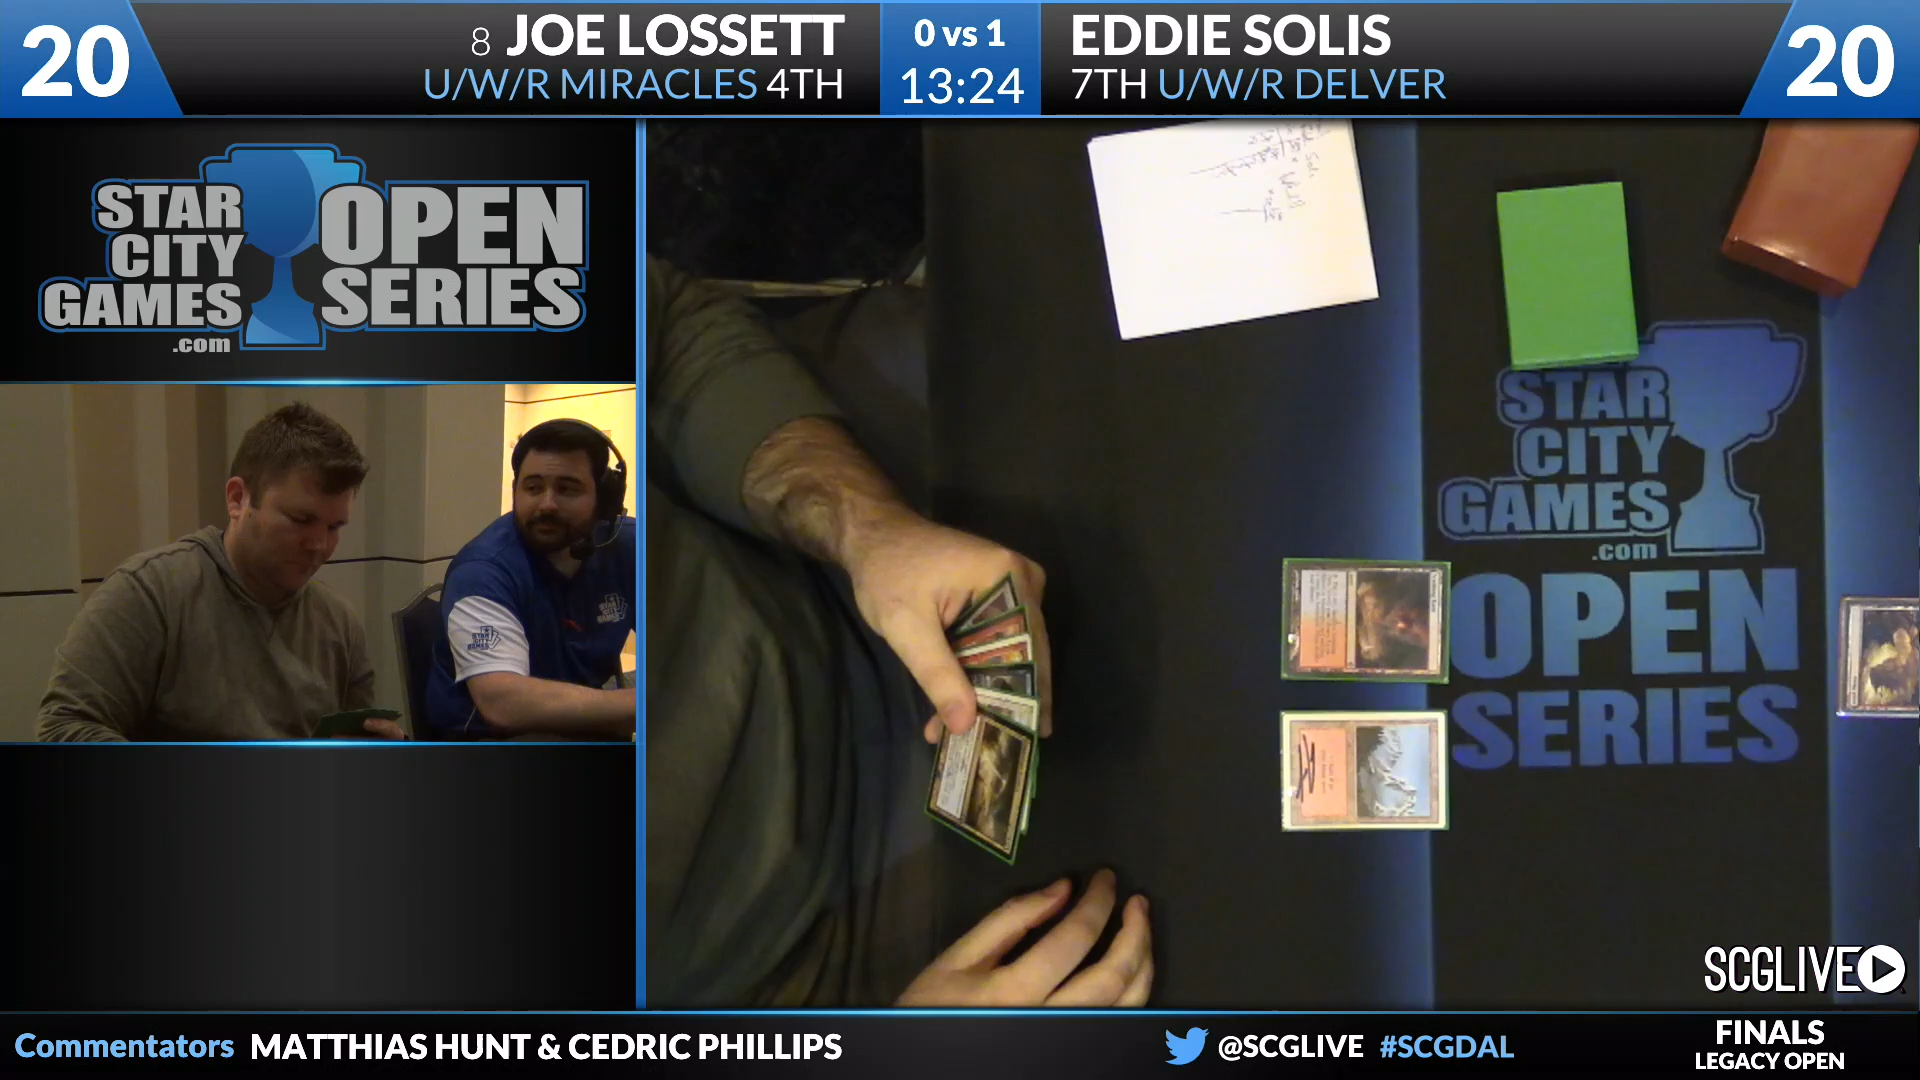 20
8 JOE LOSSETT
U/W/R MIRACLES 4TH
0 vs 1
13:24
EDDIE SOLIS
7TH U/W/R DELVER
20
STAR
CITY
GAMES
.com
OPEN
SERIES
STAR
CITY
GAMES
.com
OPEN
SERIES
SCGLIVE
Commentators MATTHIAS HUNT & CEDRIC PHILLIPS
@SCGLIVE #SCGDAL
FINALS
LEGACY OPEN